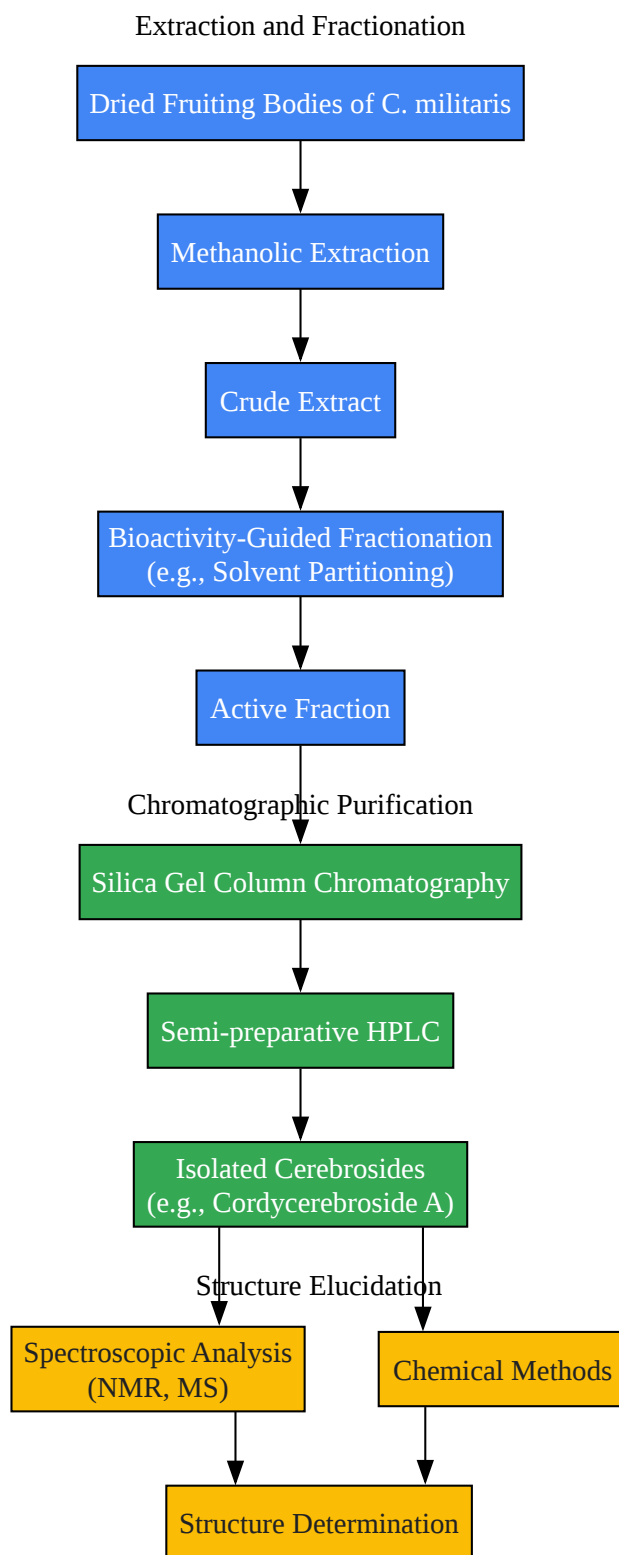 Extraction and Fractionation
Dried Fruiting Bodies of C. militaris
Methanolic Extraction
Crude Extract
Bioactivity-Guided Fractionation
(e.g., Solvent Partitioning)
Active Fraction
Chromatographic Purification
Silica Gel Column Chromatography
Semi-preparative HPLC
Isolated Cerebrosides
(e.g., Cordycerebroside A)
Structure Elucidation
Spectroscopic Analysis
(NMR, MS)
Chemical Methods
Structure Determination